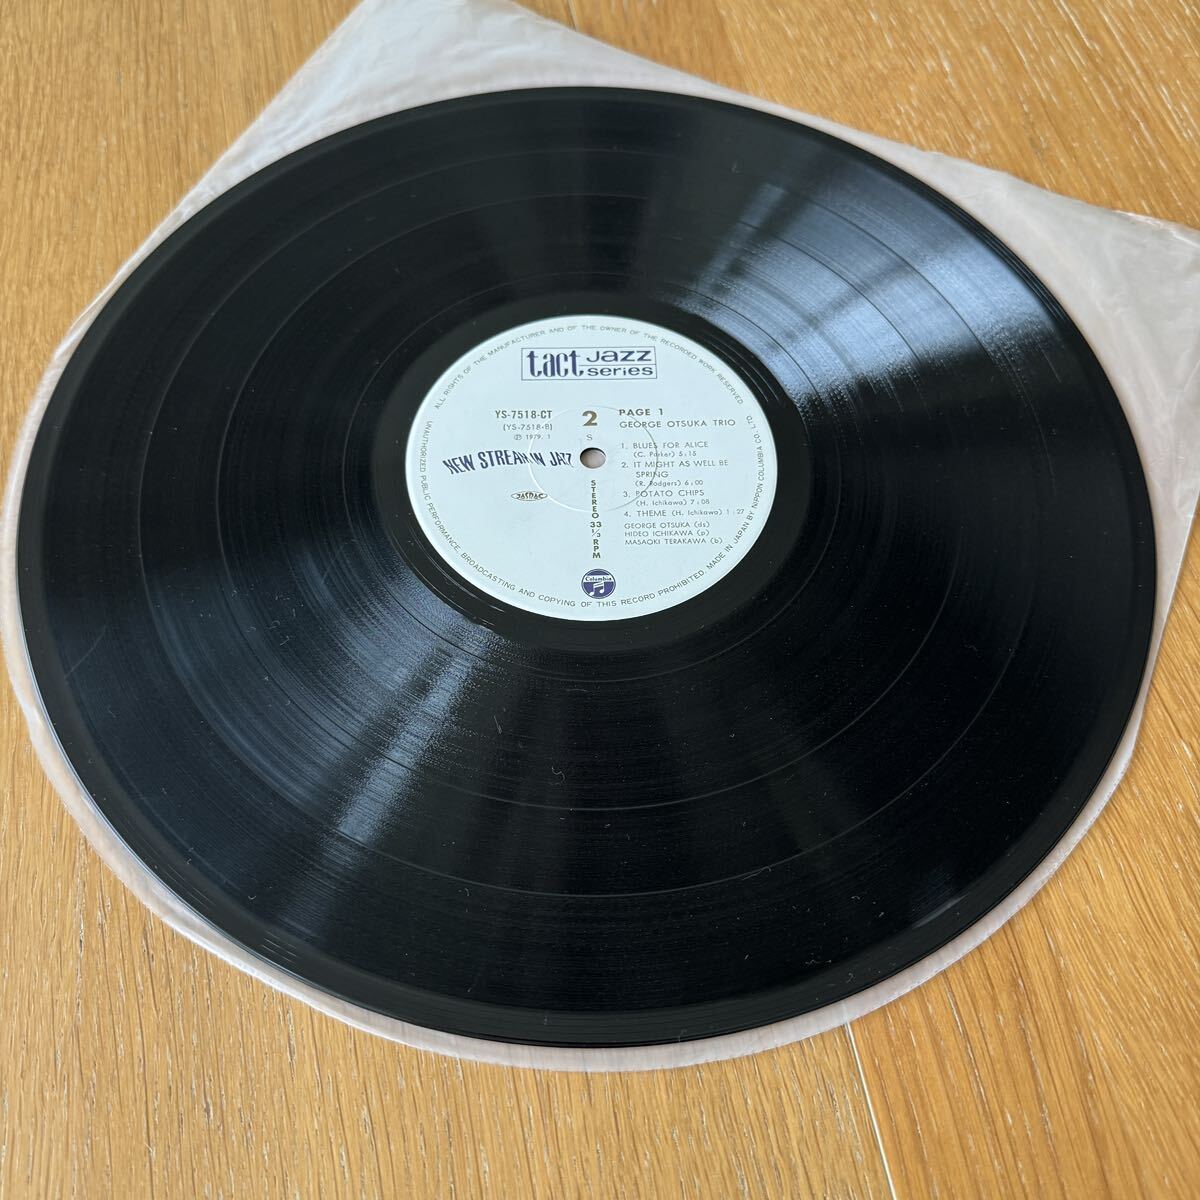 ALL RIGHTS OF THE MANUFACTURER AND OF THE OWNER OF THE RECORDED WORK RESERVED.
UNAUTHORIZED PUBLIC PERFORMANCE, BROADCASTING AND COPYING OF THIS RECORD PROHIBITED. MADE IN JAPAN BY NIPPON COLUMBIA CO., LTD.
tact JAZZ series
YS-7518-CT
(YS-7518-B)
Ⓟ 1979. 1
2
S
PAGE 1
GEORGE OTSUKA TRIO
NEW STREAM IN JAZZ
JASRAC
STEREO 33 1/3 RPM
1. BLUES FOR ALICE
(C. Parker) 5:15
2. IT MIGHT AS WELL BE
SPRING
(R. Rodgers) 6:00
3. POTATO CHIPS
(H. Ichikawa) 7:08
4. THEME (H. Ichikawa) 1:27
GEORGE OTSUKA (ds)
HIDEO ICHIKAWA (p)
MASAOKI TERAKAWA (b)
Columbia